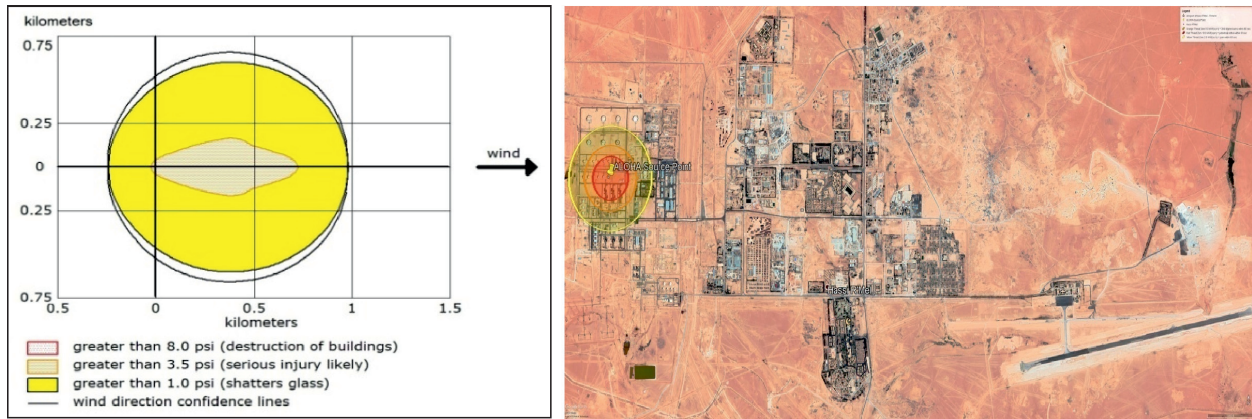 kilometers
0.75
0.25
0
0.25
0.75
0.5
0
0.5
1
1.5
kilometers
wind
greater than 8.0 psi (destruction of buildings)
greater than 3.5 psi (serious injury likely)
greater than 1.0 psi (shatters glass)
wind direction confidence lines
ALOHA Source Point